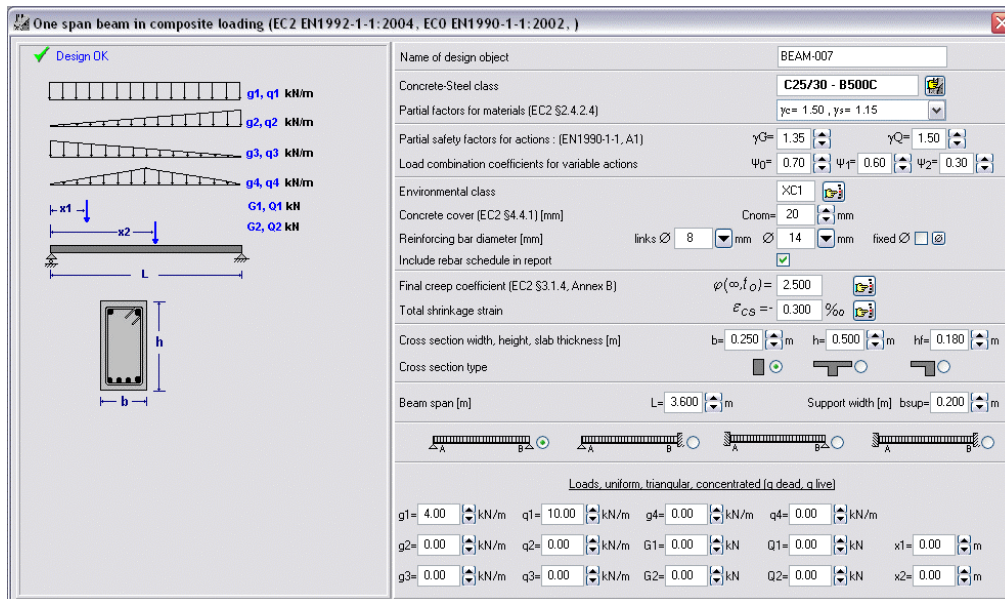 One span beam in composite loading (EC2 EN1992-1-1:2004, EC0 EN1990-1-1:2002, )
Design OK
g1, q1 kN/m
g2, q2 kN/m
g3, q3 kN/m
g4, q4 kN/m
x1
G1, Q1 kN
x2
G2, Q2 kN
L
h
b
Name of design object BEAM-007
Concrete-Steel class C25/30 - B500C
Partial factors for materials (EC2 §2.4.2.4) γc= 1.50 , γs= 1.15
Partial safety factors for actions : (EN1990-1-1, A1) γG= 1.35 γQ= 1.50
Load combination coefficients for variable actions Ψ0= 0.70 Ψ1= 0.60 Ψ2= 0.30
Environmental class XC1
Concrete cover (EC2 §4.4.1) [mm] Cnom= 20 mm
Reinforcing bar diameter [mm] links Ø 8 mm Ø 14 mm fixed Ø Ø
Include rebar schedule in report
Final creep coefficient (EC2 §3.1.4, Annex B) φ(∞,to)= 2.500
Total shrinkage strain εcs =- 0.300 ‰
Cross section width, height, slab thickness [m] b= 0.250 m h= 0.500 m hf= 0.180 m
Cross section type
Beam span [m] L= 3.600 m Support width [m] bsup= 0.200 m
A B A B A B A B
Loads, uniform, triangular, concentrated (g dead, q live)
g1= 4.00 kN/m q1= 10.00 kN/m g4= 0.00 kN/m q4= 0.00 kN/m
g2= 0.00 kN/m q2= 0.00 kN/m G1= 0.00 kN Q1= 0.00 kN x1= 0.00 m
g3= 0.00 kN/m q3= 0.00 kN/m G2= 0.00 kN Q2= 0.00 kN x2= 0.00 m